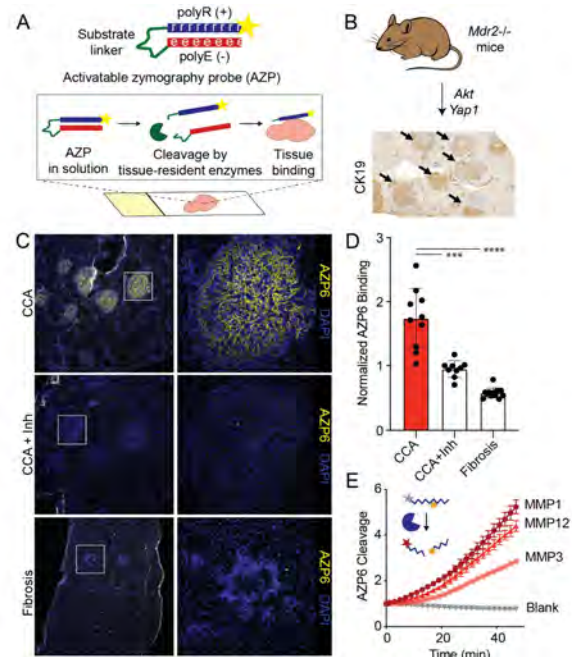 A
polyR (+)
Substrate
linker
e e e e e e e e
polyE (-)
Activatable zymography probe (AZP)
AZP
in solution
Cleavage by
tissue-resident enzymes
Tissue
binding
B
Mdr2-/-
mice
Akt
Yap1
CK19
C
CCA
AZP6 DAPI
CCA + Inh
AZP6 DAPI
Fibrosis
AZP6 DAPI
D
Normalized AZP6 Binding
3
2
1
0
***
****
CCA
CCA+Inh
Fibrosis
E
AZP6 Cleavage
6
4
2
0
MMP1
MMP12
MMP3
Blank
0
20
40
Time (min)